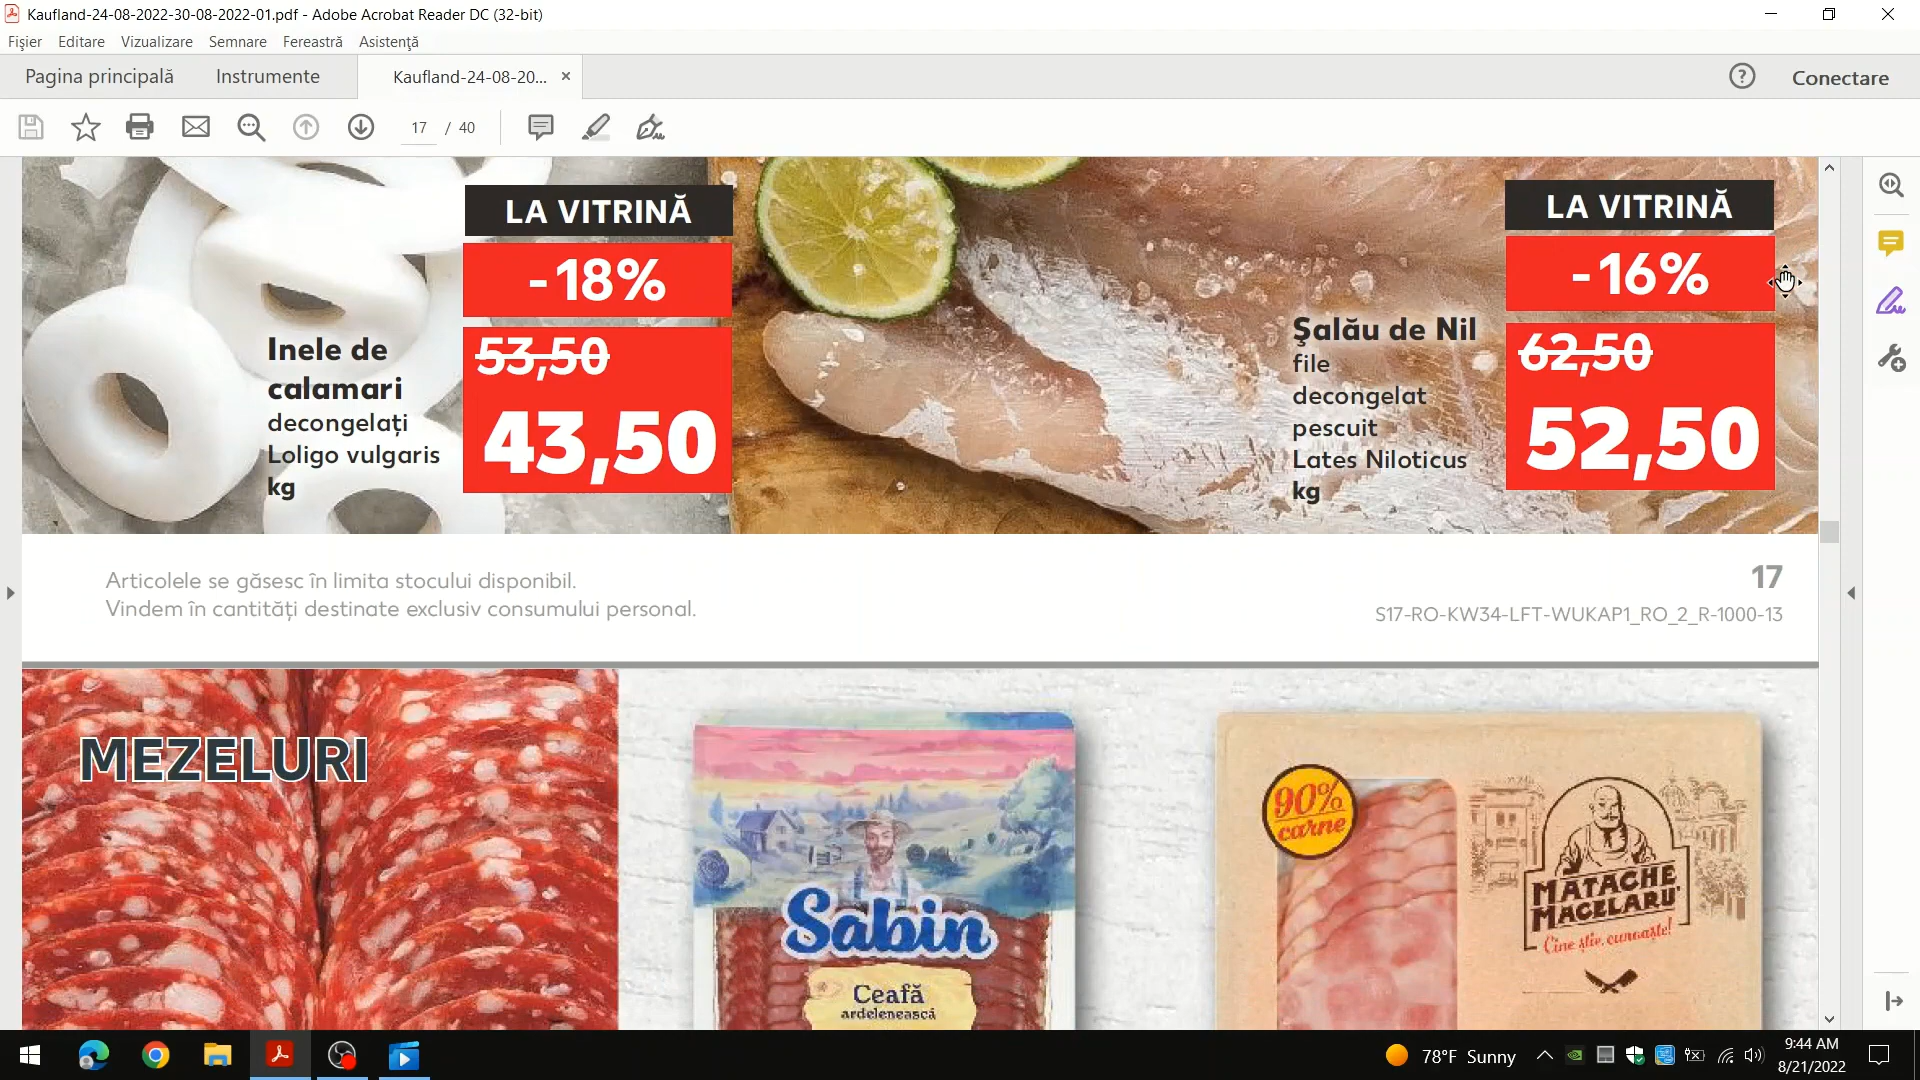 Kaufland-24-08-2022-30-08-2022-01.pdf - Adobe Acrobat Reader DC (32-bit)
Fişier Editare Vizualizare Semnare Fereastră Asistenţă
Pagina principală Instrumente Kaufland-24-08-20... Conectare
17 / 40
LA VITRINĂ
-18%
53,50
43,50
Inele de
calamari
decongelați
Loligo vulgaris
kg
LA VITRINĂ
-16%
62,50
52,50
Şalău de Nil
file
decongelat
pescuit
Lates Niloticus
kg
Articolele se găsesc în limita stocului disponibil.
Vindem în cantități destinate exclusiv consumului personal.
17
S17-RO-KW34-LFT-WUKAP1_RO_2_R-1000-13
MEZELURI
Sabin
Ceafă
ardelenească
90%
carne
MATACHE
MACELARU'
Cine știe, cunoaște!
78°F Sunny
9:44 AM
8/21/2022